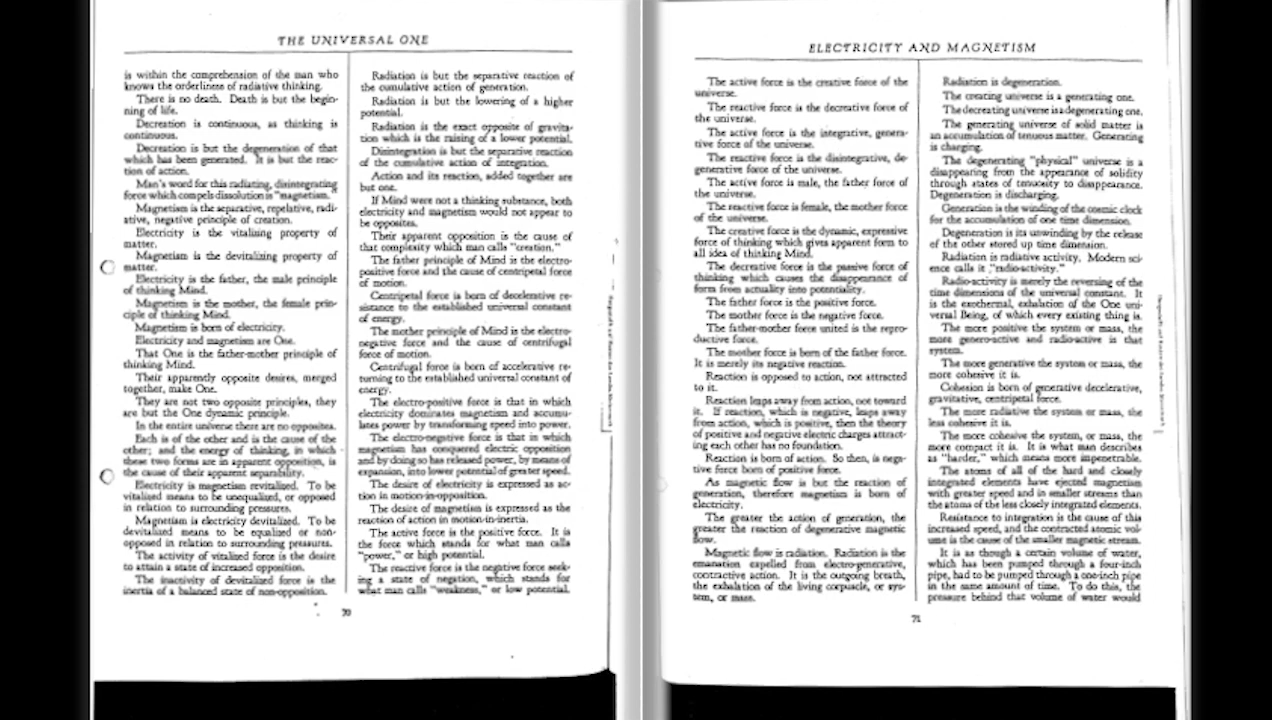 THE UNIVERSAL ONE
is within the comprehension of the man who
knows the orderliness of radiative thinking.
There is no death. Death is but the begin-
ning of life.
Decreation is continuous, as thinking is
continuous.
Decreation is but the degeneration of that
which has been generated. It is but the reac-
tion of action.
Man's word for this radiating, disintegrating
force which compels dissolution is "magnetism."
Magnetism is the separative, repelative, radi-
ative, negative principle of creation.
Electricity is the vitalizing property of
matter.
Magnetism is the devitalizing property of
matter.
Electricity is the father, the male principle
of thinking Mind.
Magnetism is the mother, the female prin-
ciple of thinking Mind.
Magnetism is born of electricity.
Electricity and magnetism are One.
That One is the father-mother principle of
thinking Mind.
Their apparently opposite desires, merged
together, make One.
They are not two opposite principles, they
are but the One dynamic principle.
In the entire universe there are no opposites.
Each is of the other and is the cause of the
other; and the energy of thinking, in which
these two forms are in apparent opposition, is
the cause of their apparent separability.
Electricity is magnetism revitalized. To be
vitalized means to be unequalized, or opposed
in relation to surrounding pressures.
Magnetism is electricity devitalized. To be
devitalized means to be equalized or non-
opposed in relation to surrounding pressures.
The activity of vitalized force is the desire
to attain a state of increased opposition.
The inactivity of devitalized force is the
inertia of a balanced state of non-opposition.
Radiation is but the separative reaction of
the cumulative action of generation.
Radiation is but the lowering of a higher
potential.
Radiation is the exact opposite of gravita-
tion which is the raising of a lower potential.
Disintegration is but the separative reaction
of the cumulative action of integration.
Action and its reaction, added together are
but one.
If Mind were not a thinking substance, both
electricity and magnetism would not appear to
be opposites.
Their apparent opposition is the cause of
that complexity which man calls "creation."
The father principle of Mind is the electro-
positive force and the cause of centripetal force
of motion.
Centripetal force is born of decelerative re-
sistance to the established universal constant
of energy.
The mother principle of Mind is the electro-
negative force and the cause of centrifugal
force of motion.
Centrifugal force is born of accelerative re-
turning to the established universal constant of
energy.
The electro-positive force is that in which
electricity dominates magnetism and accumu-
lates power by transforming speed into power.
The electro-negative force is that in which
magnetism has conquered electric opposition
and by doing so has released power, by means of
expansion, into lower potential of greater speed.
The desire of electricity is expressed as ac-
tion in motion-in-opposition.
The desire of magnetism is expressed as the
reaction of action in motion-in-inertia.
The active force is the positive force. It is
the force which stands for what man calls
"power," or high potential.
The reactive force is the negative force seek-
ing a state of negation, which stands for
what man calls "weakness," or low potential.
70
ELECTRICITY AND MAGNETISM
The active force is the creative force of the
universe.
The reactive force is the decreative force of
the universe.
The active force is the integrative, genera-
tive force of the universe.
The reactive force is the disintegrative, de-
generative force of the universe.
The active force is male, the father force of
the universe.
The reactive force is female, the mother force
of the universe.
The creative force is the dynamic, expressive
force of thinking which gives apparent form to
all idea of thinking Mind.
The decreative force is the passive force of
thinking which causes the disappearance of
form from actuality into potentiality.
The father force is the positive force.
The mother force is the negative force.
The father-mother force united is the repro-
ductive force.
The mother force is born of the father force.
It is merely its negative reaction.
Reaction is opposed to action, not attracted
to it.
Reaction leaps away from action, not toward
it. If reaction, which is negative, leaps away
from action, which is positive, then the theory
of positive and negative electric charges attract-
ing each other has no foundation.
Reaction is born of action. So then, is nega-
tive force born of positive force.
As magnetic flow is but the reaction of
generation, therefore magnetism is born of
electricity.
The greater the action of generation, the
greater the reaction of degenerative magnetic
flow.
Magnetic flow is radiation. Radiation is the
emanation expelled from electro-generative,
contractive action. It is the outgoing breath,
the exhalation of the living corpuscle, or sys-
tem, or mass.
Radiation is degeneration.
The creating universe is a generating one.
The decreating universe is a degenerating one.
The generating universe of solid matter is
an accumulation of tenuous matter. Generating
is charging.
The degenerating "physical" universe is a
disappearing from the appearance of solidity
through states of tenuosity to disappearance.
Degeneration is discharging.
Generation is the winding of the cosmic clock
for the accumulation of one time dimension.
Degeneration is its unwinding by the release
of the other stored up time dimension.
Radiation is radiative activity. Modern sci-
ence calls it "radio-activity."
Radio-activity is merely the reversing of the
time dimensions of the universal constant. It
is the exothermal, exhalation of the One uni-
versal Being, of which every existing thing is.
The more positive the system or mass, the
more genero-active and radio-active is that
system.
The more generative the system or mass, the
more cohesive it is.
Cohesion is born of generative decelerative,
gravitative, centripetal force.
The more radiative the system or mass, the
less cohesive it is.
The more cohesive the system, or mass, the
more compact it is. It is what man describes
as "harder," which means more impenetrable.
The atoms of all of the hard and closely
integrated elements have ejected magnetism
with greater speed and in smaller streams than
the atoms of the less closely integrated elements.
Resistance to integration is the cause of this
increased speed, and the contracted atomic vol-
ume is the cause of the smaller magnetic stream.
It is as though a certain volume of water,
which has been pumped through a four-inch
pipe, had to be pumped through a one-inch pipe
in the same amount of time. To do this, the
pressure behind that volume of water would
71